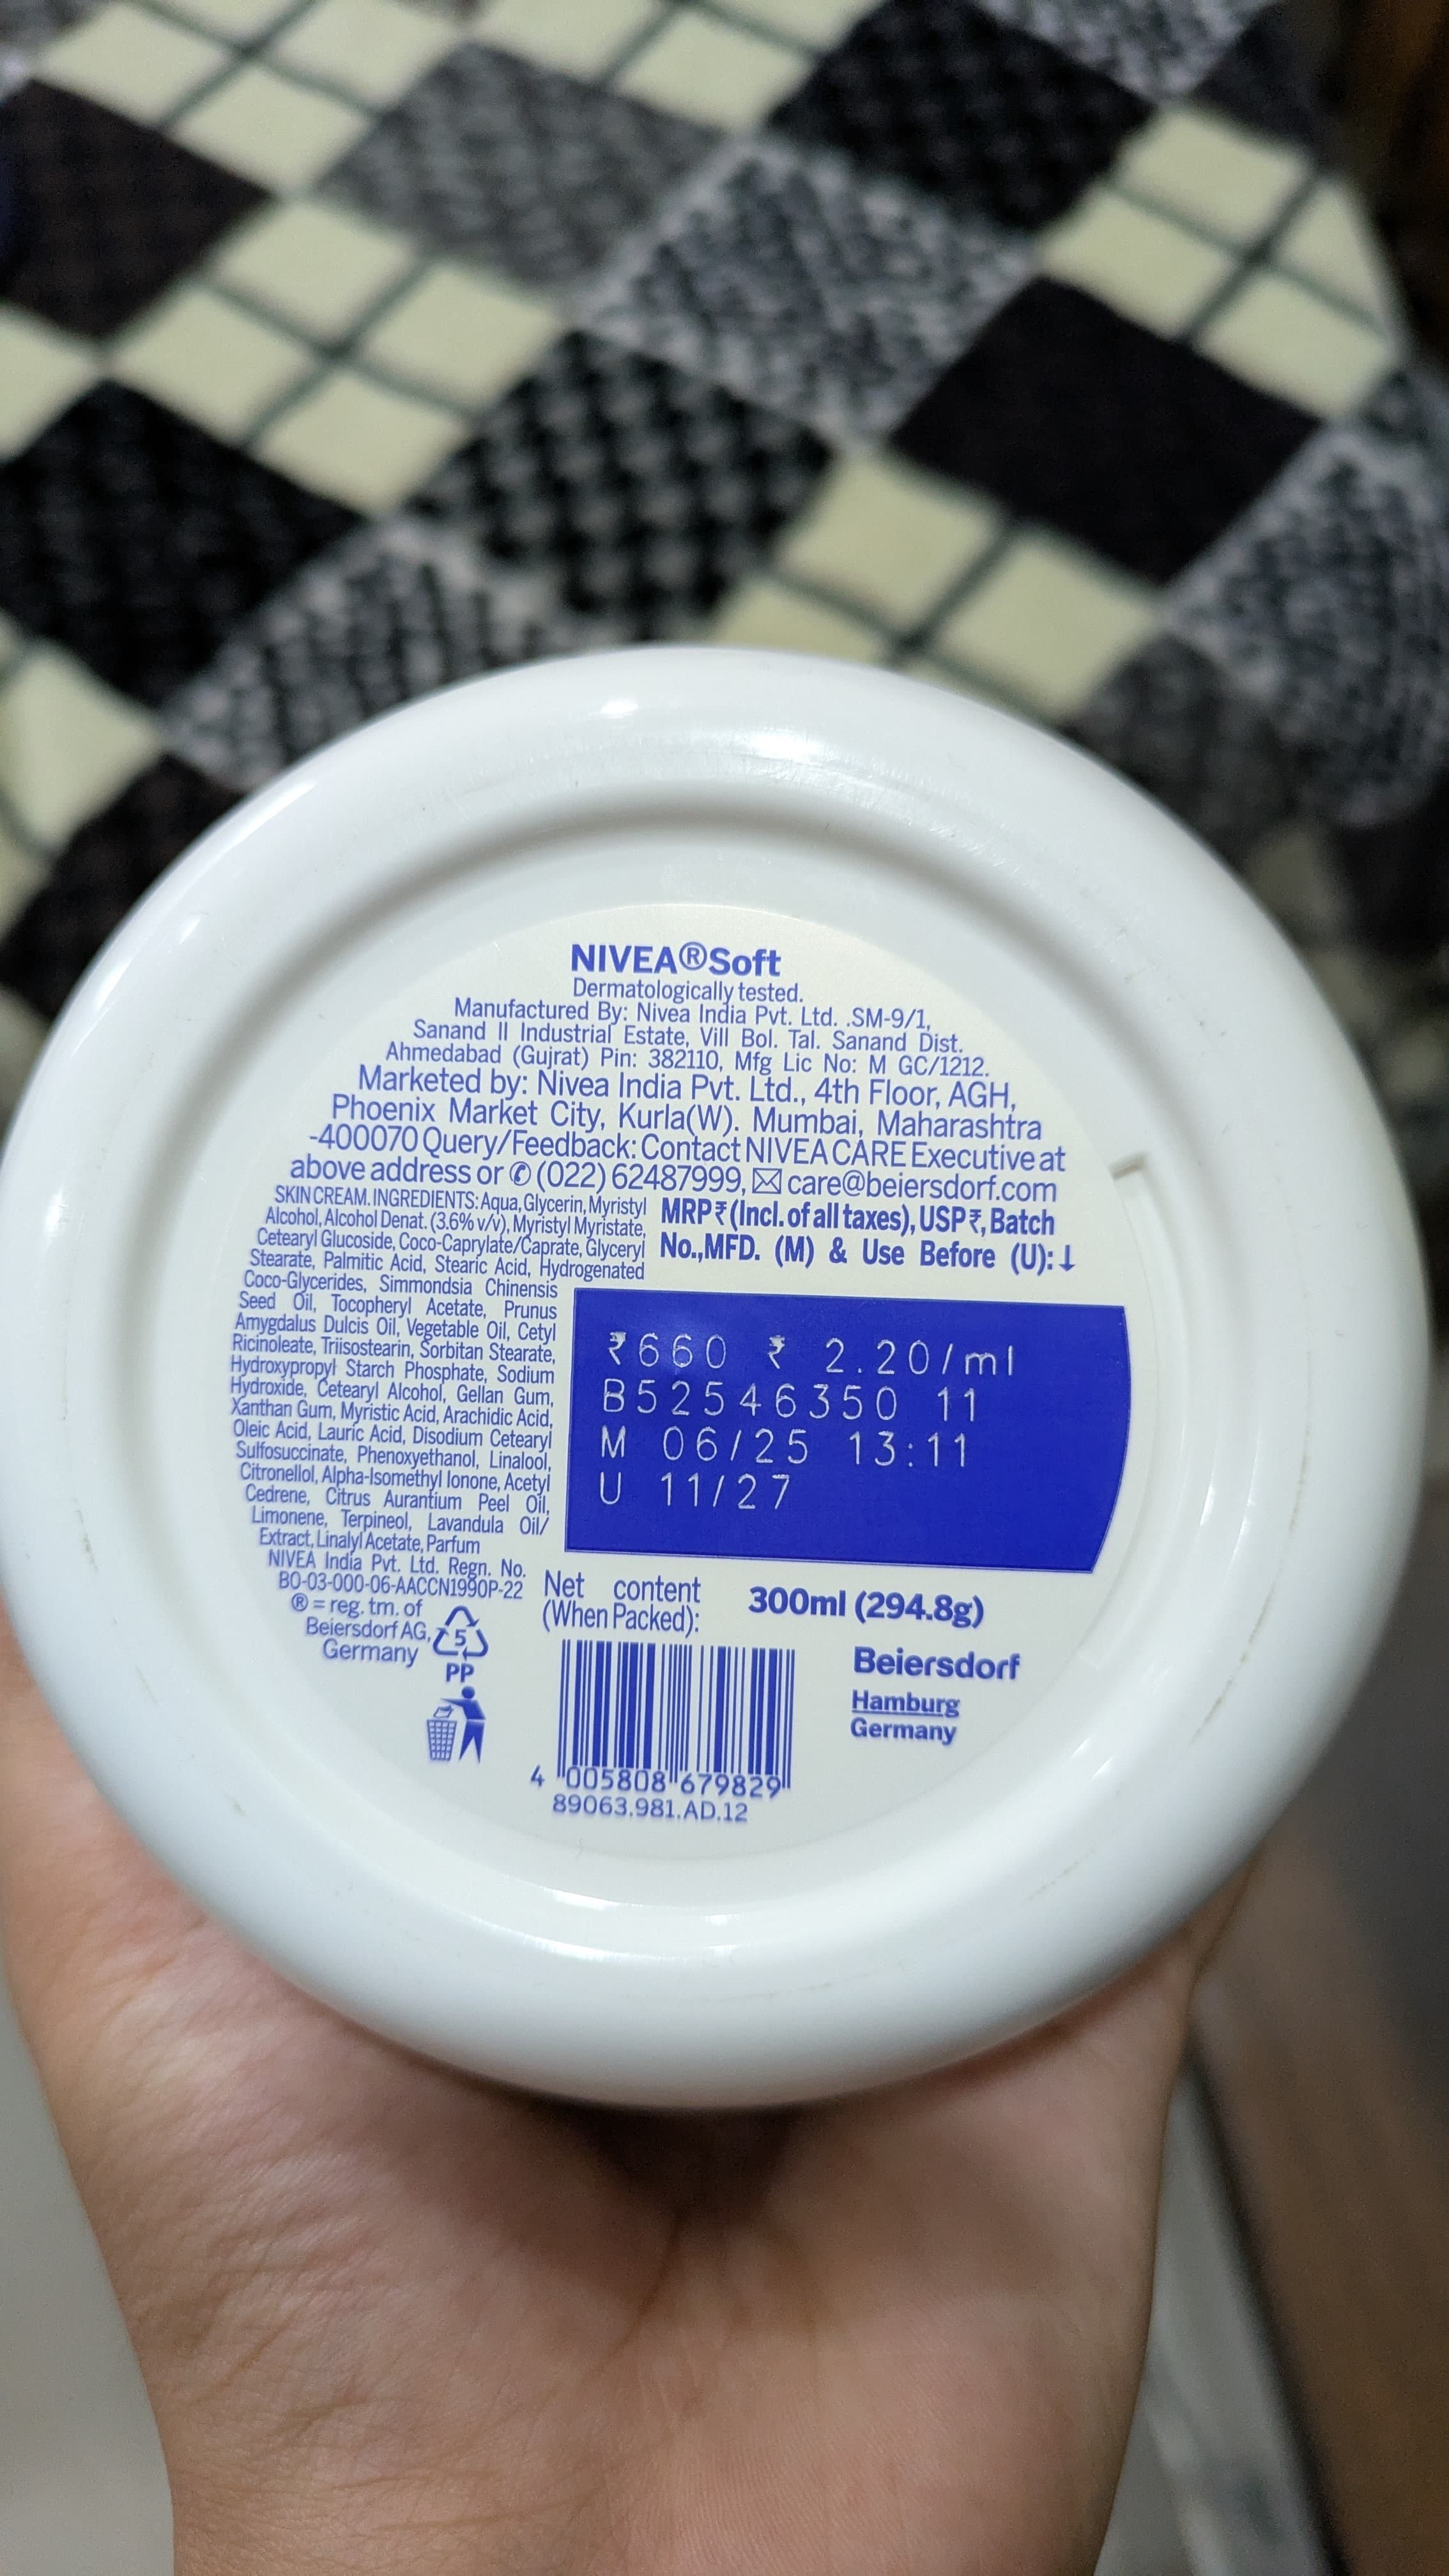 NIVEA®Soft
Dermatologically tested.
Manufactured By: Nivea India Pvt. Ltd. .SM-9/1,
Sanand II Industrial Estate, Vill Bol. Tal. Sanand Dist.
Ahmedabad (Gujrat) Pin: 382110, Mfg Lic No: M GC/1212.
Marketed by: Nivea India Pvt. Ltd., 4th Floor, AGH,
Phoenix Market City, Kurla(W). Mumbai, Maharashtra
-400070 Query/Feedback: Contact NIVEA CARE Executive at
above address or ✆ (022) 62487999, ✉ care@beiersdorf.com
SKIN CREAM. INGREDIENTS: Aqua, Glycerin, Myristyl
Alcohol, Alcohol Denat. (3.6% v/v), Myristyl Myristate,
Cetearyl Glucoside, Coco-Caprylate/Caprate, Glyceryl
Stearate, Palmitic Acid, Stearic Acid, Hydrogenated
Coco-Glycerides, Simmondsia Chinensis
Seed Oil, Tocopheryl Acetate, Prunus
Amygdalus Dulcis Oil, Vegetable Oil, Cetyl
Ricinoleate, Triisostearin, Sorbitan Stearate,
Hydroxypropyl Starch Phosphate, Sodium
Hydroxide, Cetearyl Alcohol, Gellan Gum,
Xanthan Gum, Myristic Acid, Arachidic Acid,
Oleic Acid, Lauric Acid, Disodium Cetearyl
Sulfosuccinate, Phenoxyethanol, Linalool,
Citronellol, Alpha-Isomethyl Ionone, Acetyl
Cedrene, Citrus Aurantium Peel Oil,
Limonene, Terpineol, Lavandula Oil/
Extract, Linalyl Acetate, Parfum
NIVEA India Pvt. Ltd. Regn. No.
BO-03-000-06-AACCN1990P-22
® = reg. tm. of
Beiersdorf AG,
Germany
5
PP
MRP ₹ (Incl. of all taxes), USP ₹, Batch
No.,MFD. (M) & Use Before (U): ↓
₹660 ₹ 2.20/ml
B52546350 11
M 06/25 13:11
U 11/27
Net content
(When Packed):
300ml (294.8g)
Beiersdorf
Hamburg
Germany
4 005808 679829
89063.981.AD.12